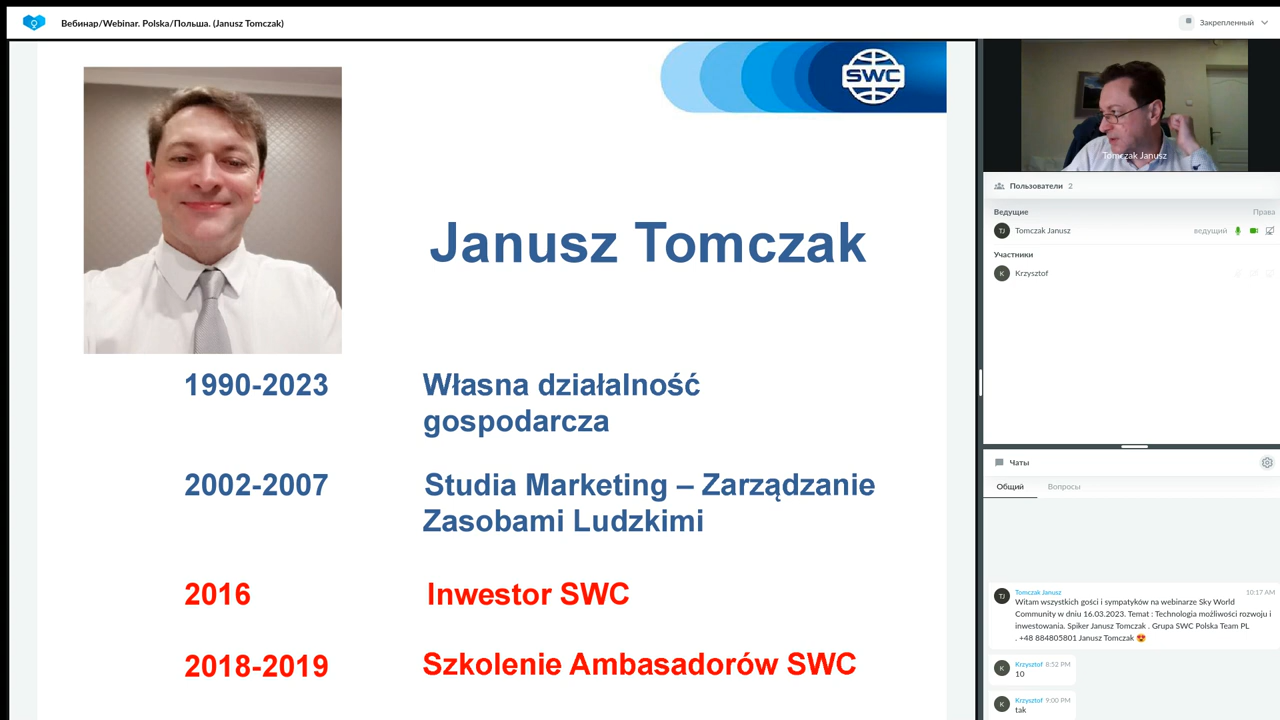 Вебинар/Webinar. Polska/Польша. (Janusz Tomczak)
Закрепленный
SWC
Janusz Tomczak
1990-2023 Własna działalność
gospodarcza
2002-2007 Studia Marketing – Zarządzanie
Zasobami Ludzkimi
2016 Inwestor SWC
2018-2019 Szkolenie Ambasadorów SWC
Tomczak Janusz
Пользователи 2
Ведущие Права
TJ Tomczak Janusz ведущий
Участники
K Krzysztof
Чаты
Общий Вопросы
TJ Tomczak Janusz 10:17 AM
Witam wszystkich gości i sympatyków na webinarze Sky World
Community w dniu 16.03.2023. Temat : Technologia możliwości rozwoju i
inwestowania. Spiker Janusz Tomczak . Grupa SWC Polska Team PL
. +48 884805801 Janusz Tomczak 😍
K Krzysztof 8:52 PM
10
K Krzysztof 9:00 PM
tak